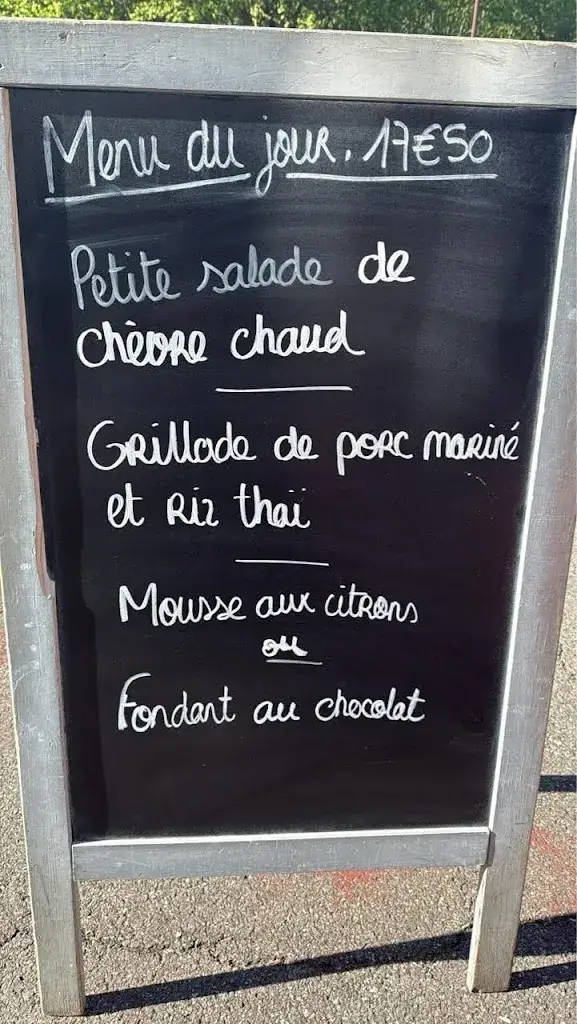 Menu du jour. 17€50
Petite salade de
chèvre chaud
Grillade de porc mariné
et riz thaï
Mousse aux citrons
ou
Fondant au chocolat